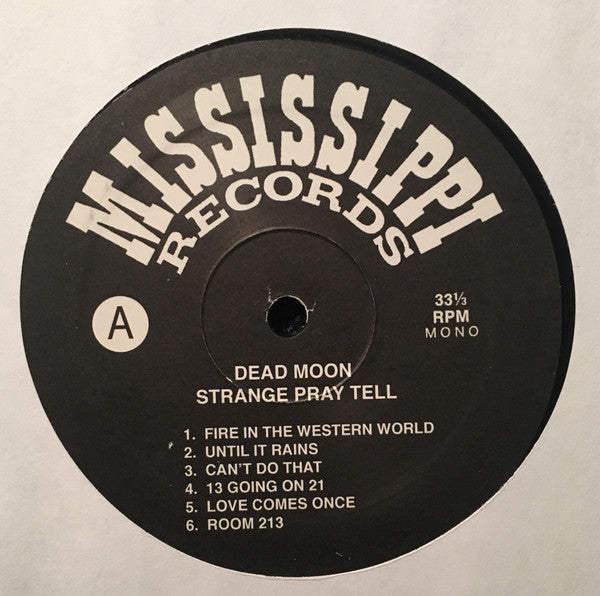 MISSISSIPPI
RECORDS
A
33⅓
RPM
MONO
DEAD MOON
STRANGE PRAY TELL
1. FIRE IN THE WESTERN WORLD
2. UNTIL IT RAINS
3. CAN'T DO THAT
4. 13 GOING ON 21
5. LOVE COMES ONCE
6. ROOM 213